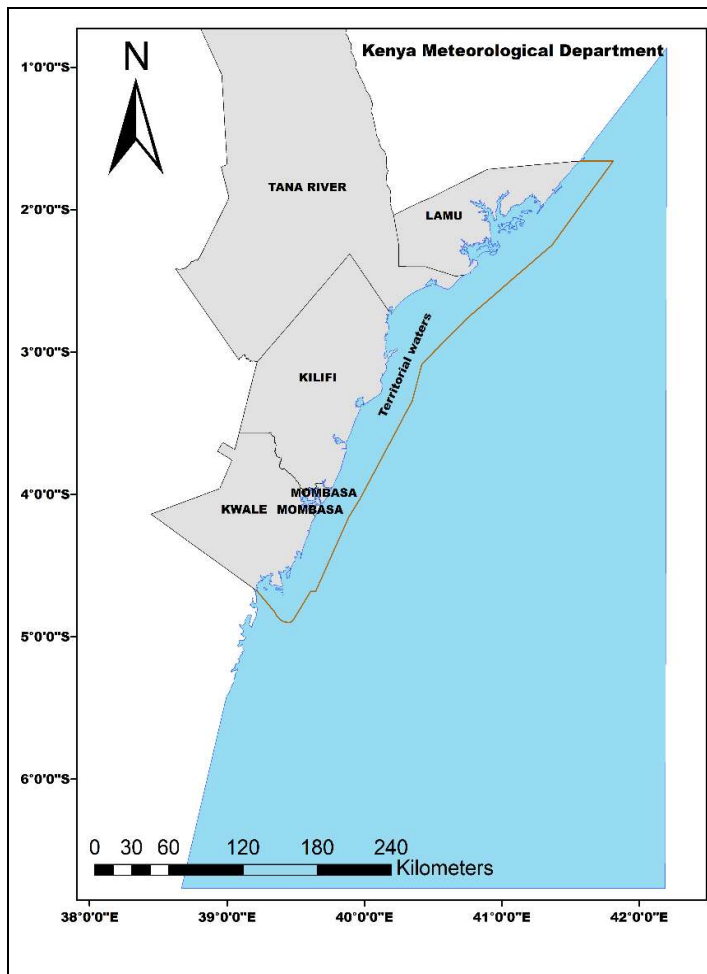 Kenya Meteorological Department
N
1°0'0"S
2°0'0"S
3°0'0"S
4°0'0"S
5°0'0"S
6°0'0"S
TANA RIVER
LAMU
Territorial waters
KILIFI
MOMBASA
KWALE MOMBASA
0 30 60 120 180 240
Kilometers
38°0'0"E 39°0'0"E 40°0'0"E 41°0'0"E 42°0'0"E